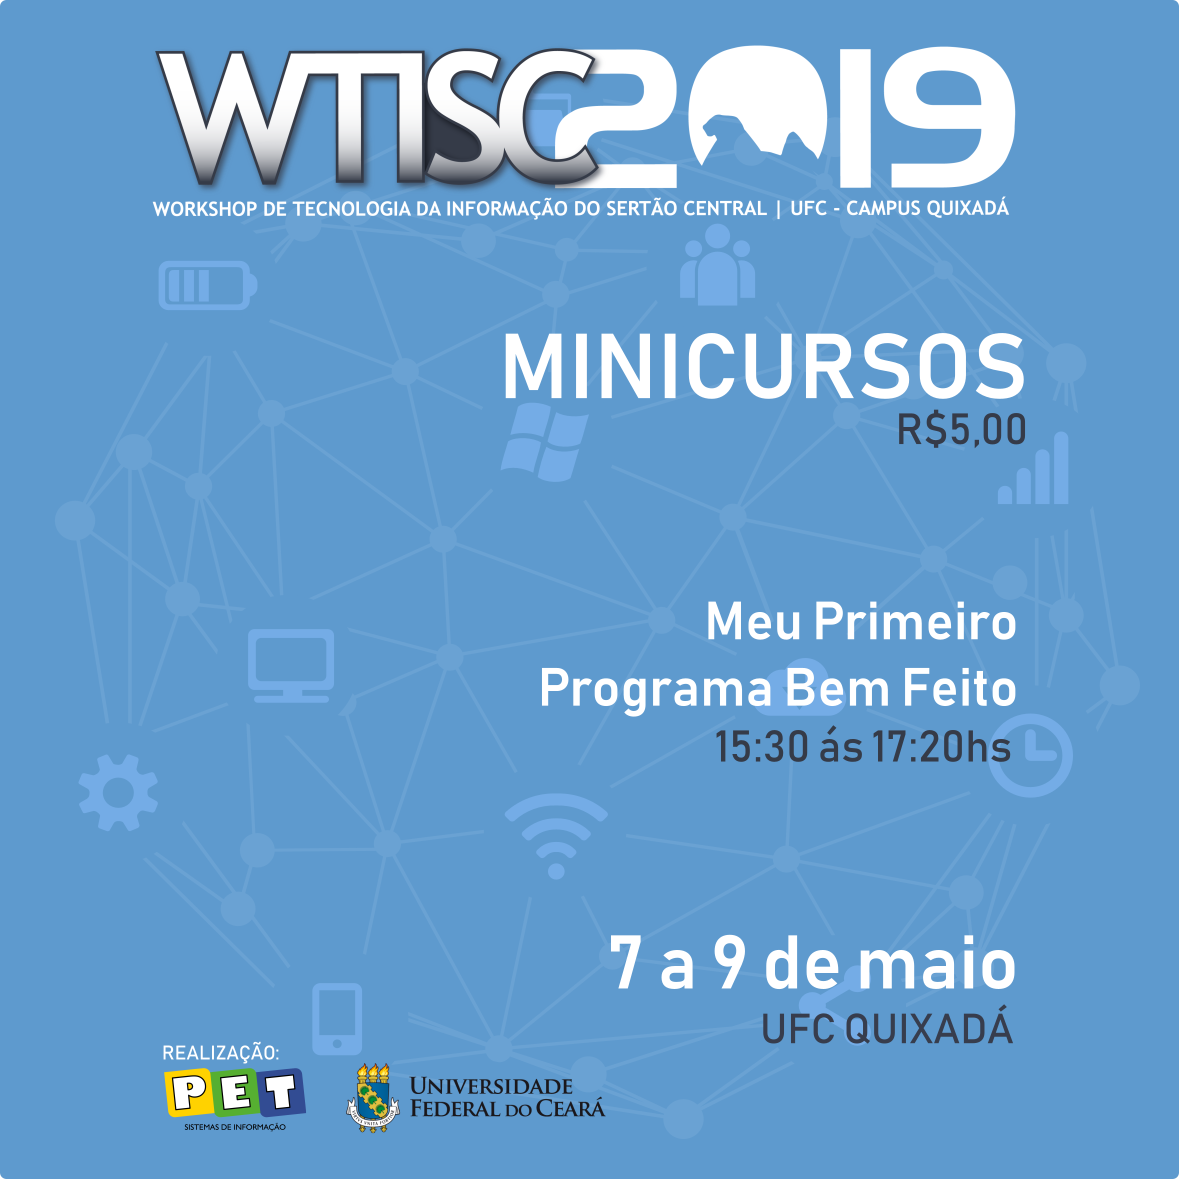 WTISC2019
WORKSHOP DE TECNOLOGIA DA INFORMAÇÃO DO SERTÃO CENTRAL | UFC - CAMPUS QUIXADÁ
MINICURSOS
R$5,00
Meu Primeiro
Programa Bem Feito
15:30 ás 17:20hs
7 a 9 de maio
UFC QUIXADÁ
REALIZAÇÃO:
PET
SISTEMAS DE INFORMAÇÃO
UNIVERSIDADE
FEDERAL DO CEARÁ